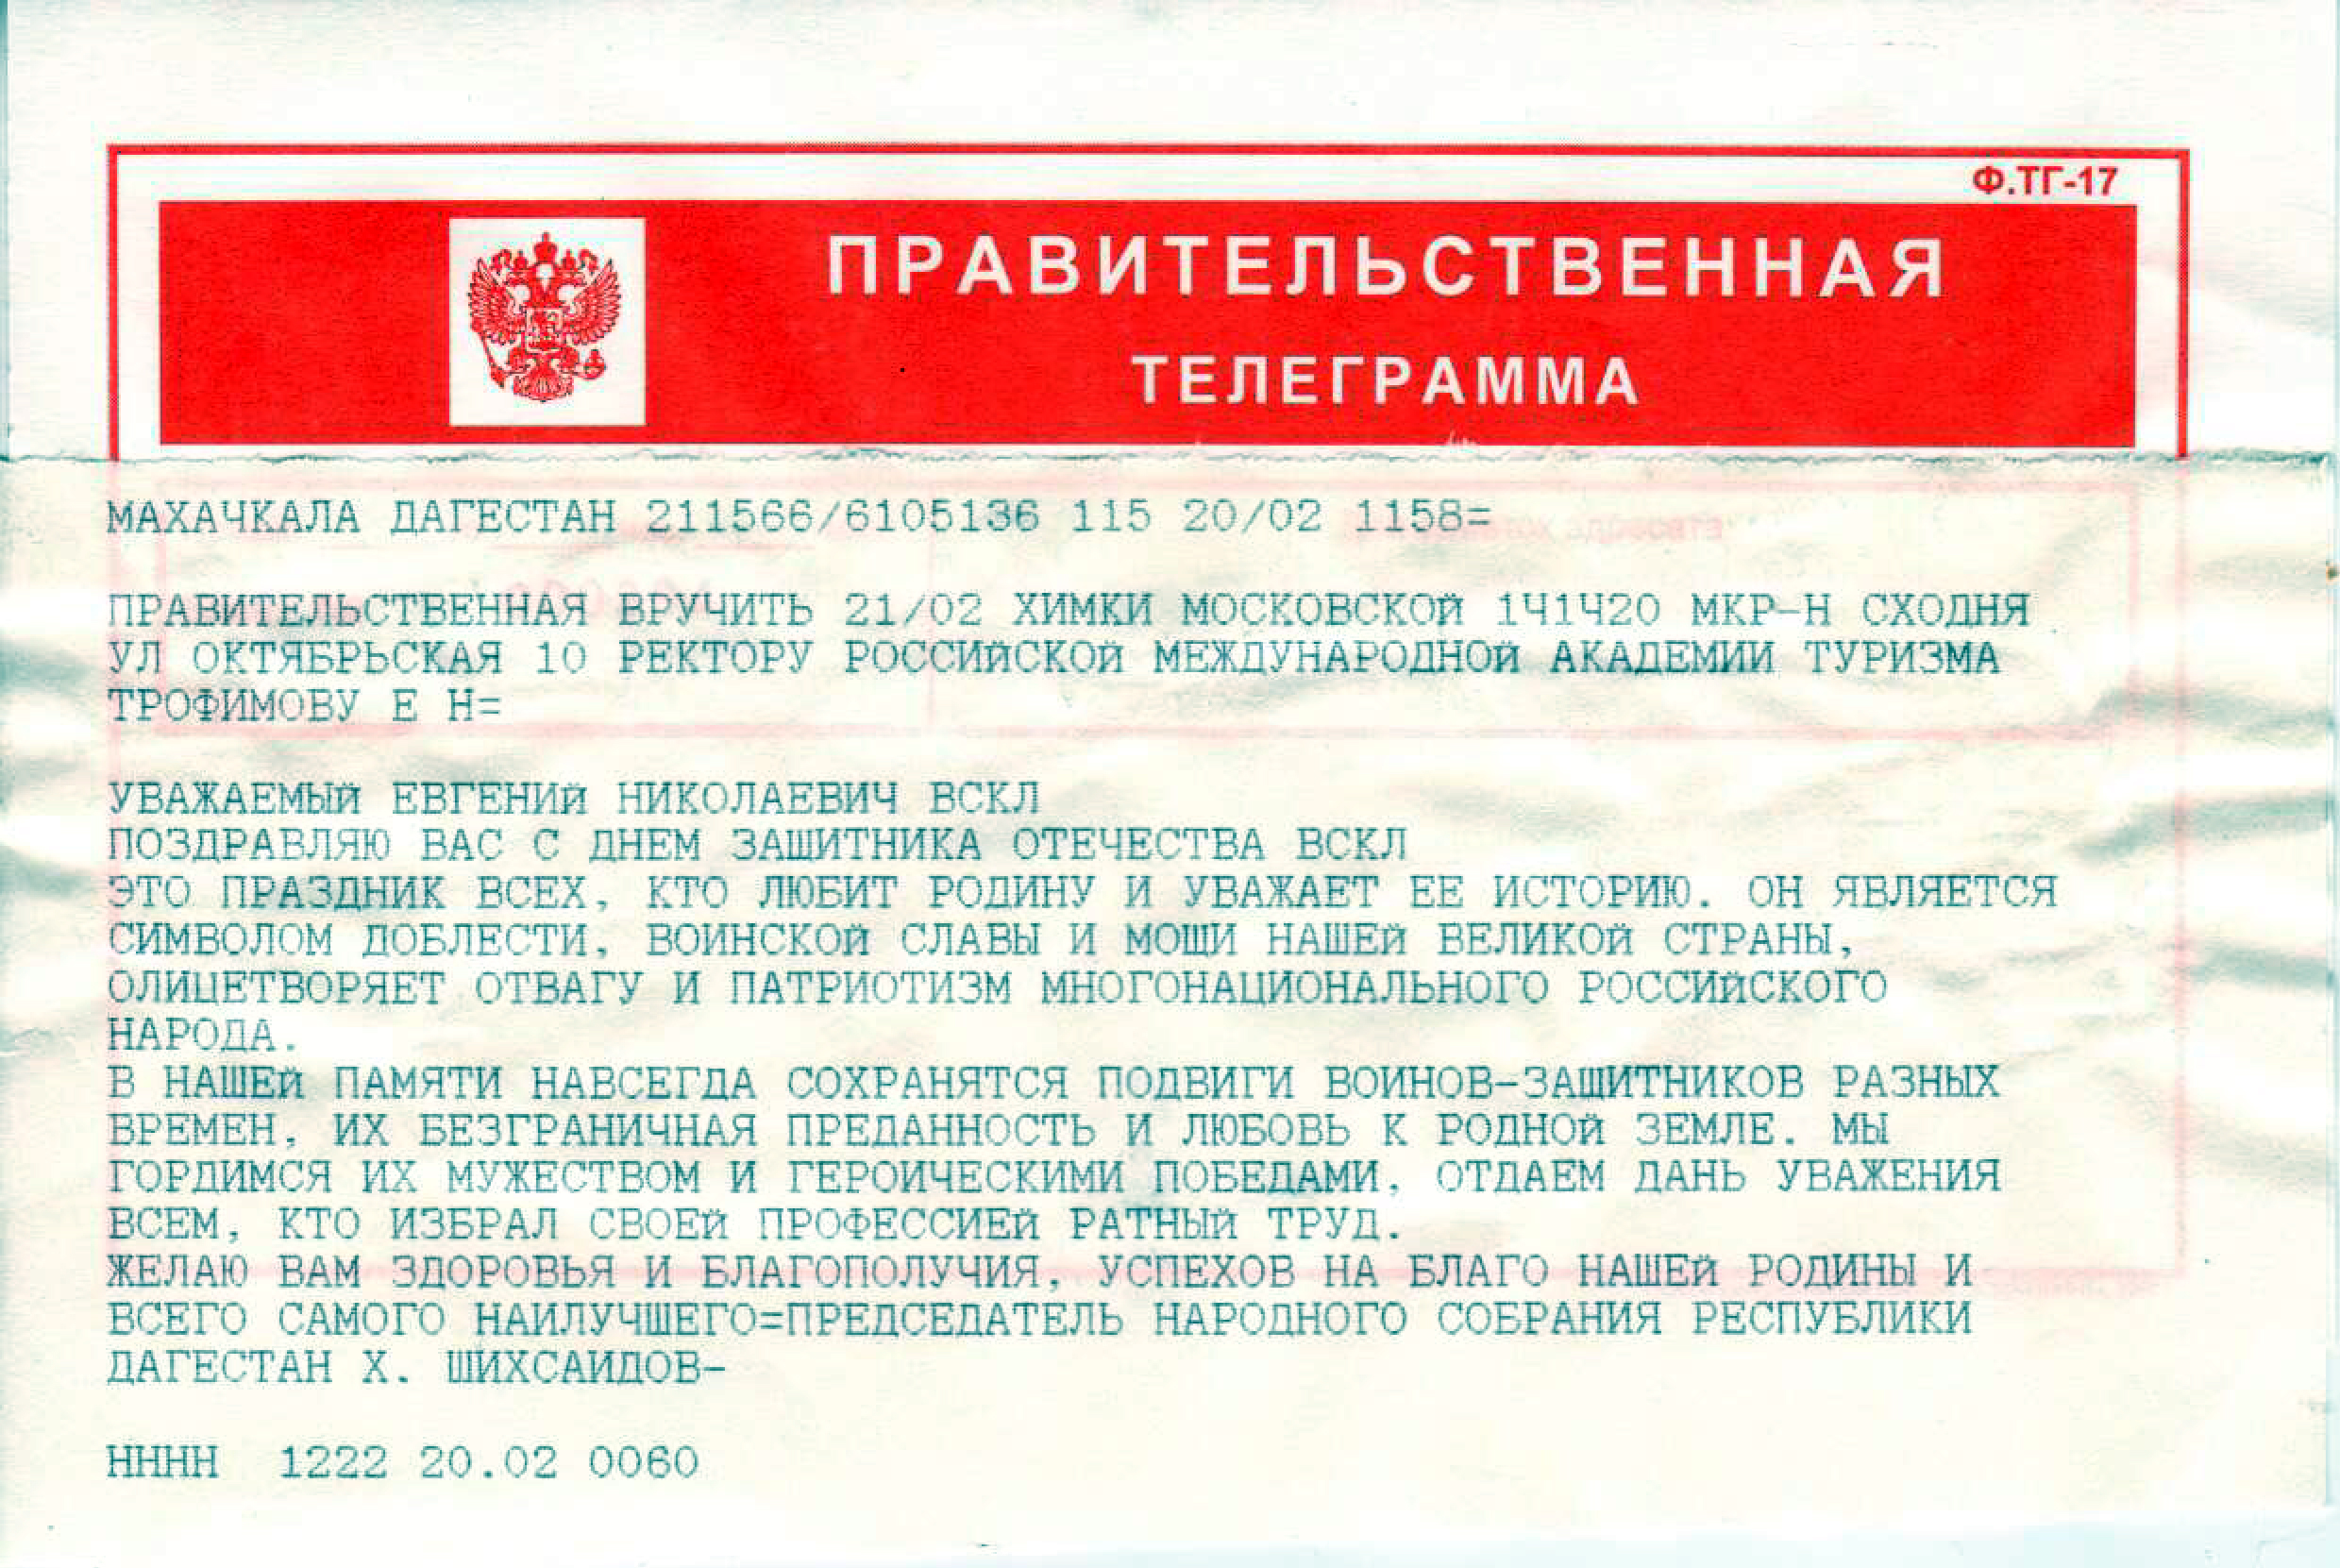 Ф.ТГ-17
ПРАВИТЕЛЬСТВЕННАЯ
ТЕЛЕГРАММА
МАХАЧКАЛА ДАГЕСТАН 211566/6105136 115 20/02 1158=
ПРАВИТЕЛЬСТВЕННАЯ ВРУЧИТЬ 21/02 ХИМКИ МОСКОВСКОЙ 1Ч1Ч20 МКР-Н СХОДНЯ
УЛ ОКТЯБРЬСКАЯ 10 РЕКТОРУ РОССИЙСКОЙ МЕЖДУНАРОДНОЙ АКАДЕМИИ ТУРИЗМА
ТРОФИМОВУ Е Н=
УВАЖАЕМЫЙ ЕВГЕНИЙ НИКОЛАЕВИЧ ВСКЛ
ПОЗДРАВЛЯЮ ВАС С ДНЕМ ЗАЩИТНИКА ОТЕЧЕСТВА ВСКЛ
ЭТО ПРАЗДНИК ВСЕХ, КТО ЛЮБИТ РОДИНУ И УВАЖАЕТ ЕЕ ИСТОРИЮ. ОН ЯВЛЯЕТСЯ
СИМВОЛОМ ДОБЛЕСТИ, ВОИНСКОЙ СЛАВЫ И МОЩИ НАШЕЙ ВЕЛИКОЙ СТРАНЫ,
ОЛИЦЕТВОРЯЕТ ОТВАГУ И ПАТРИОТИЗМ МНОГОНАЦИОНАЛЬНОГО РОССИЙСКОГО
НАРОДА.
В НАШЕЙ ПАМЯТИ НАВСЕГДА СОХРАНЯТСЯ ПОДВИГИ ВОИНОВ-ЗАЩИТНИКОВ РАЗНЫХ
ВРЕМЕН, ИХ БЕЗГРАНИЧНАЯ ПРЕДАННОСТЬ И ЛЮБОВЬ К РОДНОЙ ЗЕМЛЕ. МЫ
ГОРДИМСЯ ИХ МУЖЕСТВОМ И ГЕРОИЧЕСКИМИ ПОБЕДАМИ, ОТДАЕМ ДАНЬ УВАЖЕНИЯ
ВСЕМ, КТО ИЗБРАЛ СВОЕЙ ПРОФЕССИЕЙ РАТНЫЙ ТРУД.
ЖЕЛАЮ ВАМ ЗДОРОВЬЯ И БЛАГОПОЛУЧИЯ, УСПЕХОВ НА БЛАГО НАШЕЙ РОДИНЫ И
ВСЕГО САМОГО НАИЛУЧШЕГО=ПРЕДСЕДАТЕЛЬ НАРОДНОГО СОБРАНИЯ РЕСПУБЛИКИ
ДАГЕСТАН Х. ШИХСАИДОВ-
НННН 1222 20.02 0060